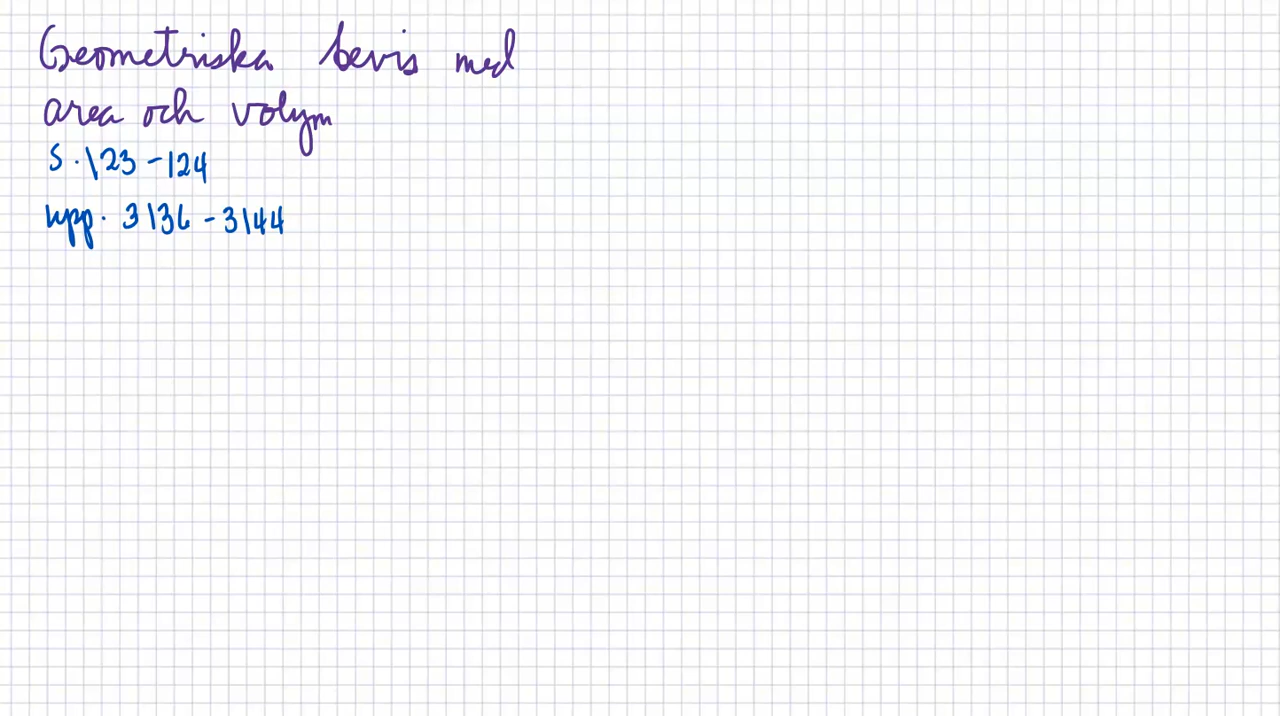 Geometriska bevis med
area och volym
s. 123-124
upp. 3136-3144